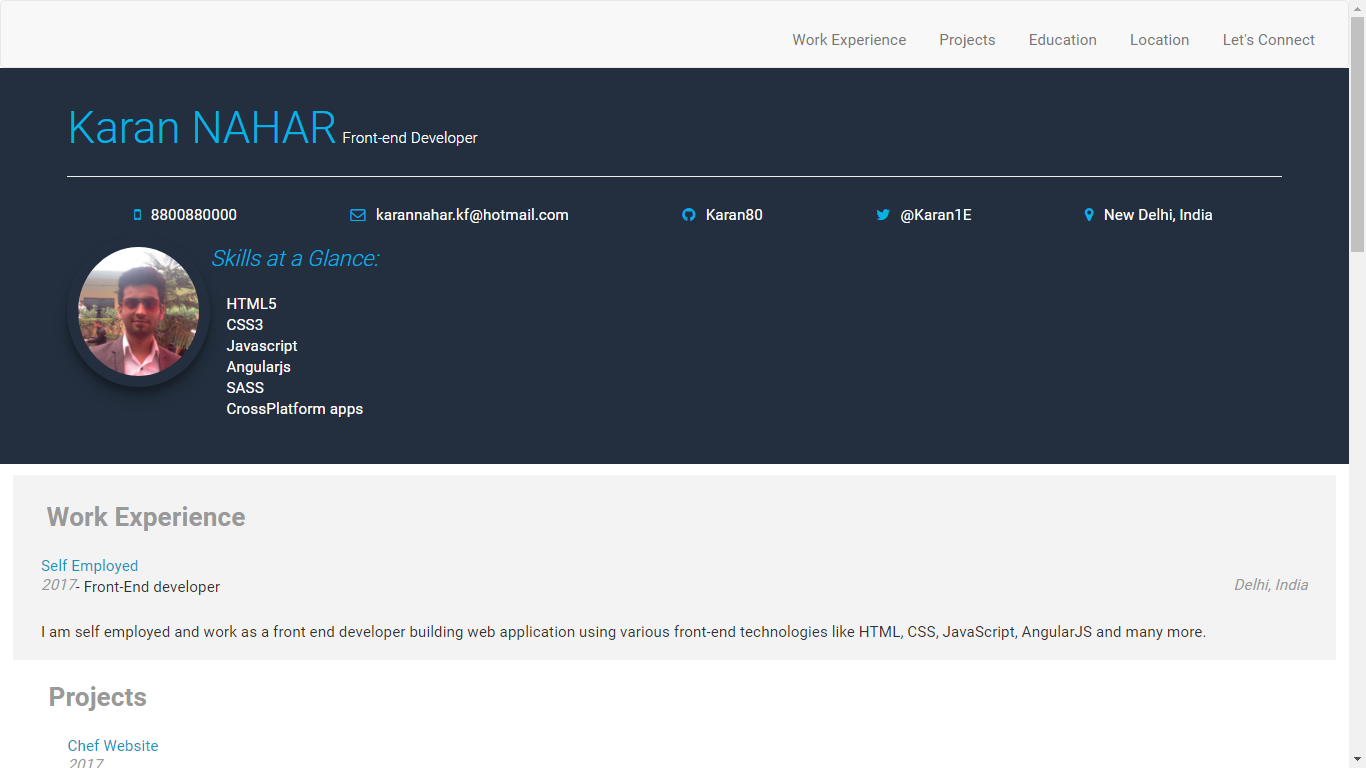 Work Experience Projects Education Location Let's Connect
Karan NAHAR Front-end Developer
8800880000 karannahar.kf@hotmail.com Karan80 @Karan1E New Delhi, India
Skills at a Glance:
HTML5
CSS3
Javascript
Angularjs
SASS
CrossPlatform apps
Work Experience
Self Employed
2017- Front-End developer Delhi, India
I am self employed and work as a front end developer building web application using various front-end technologies like HTML, CSS, JavaScript, AngularJS and many more.
Projects
Chef Website
2017